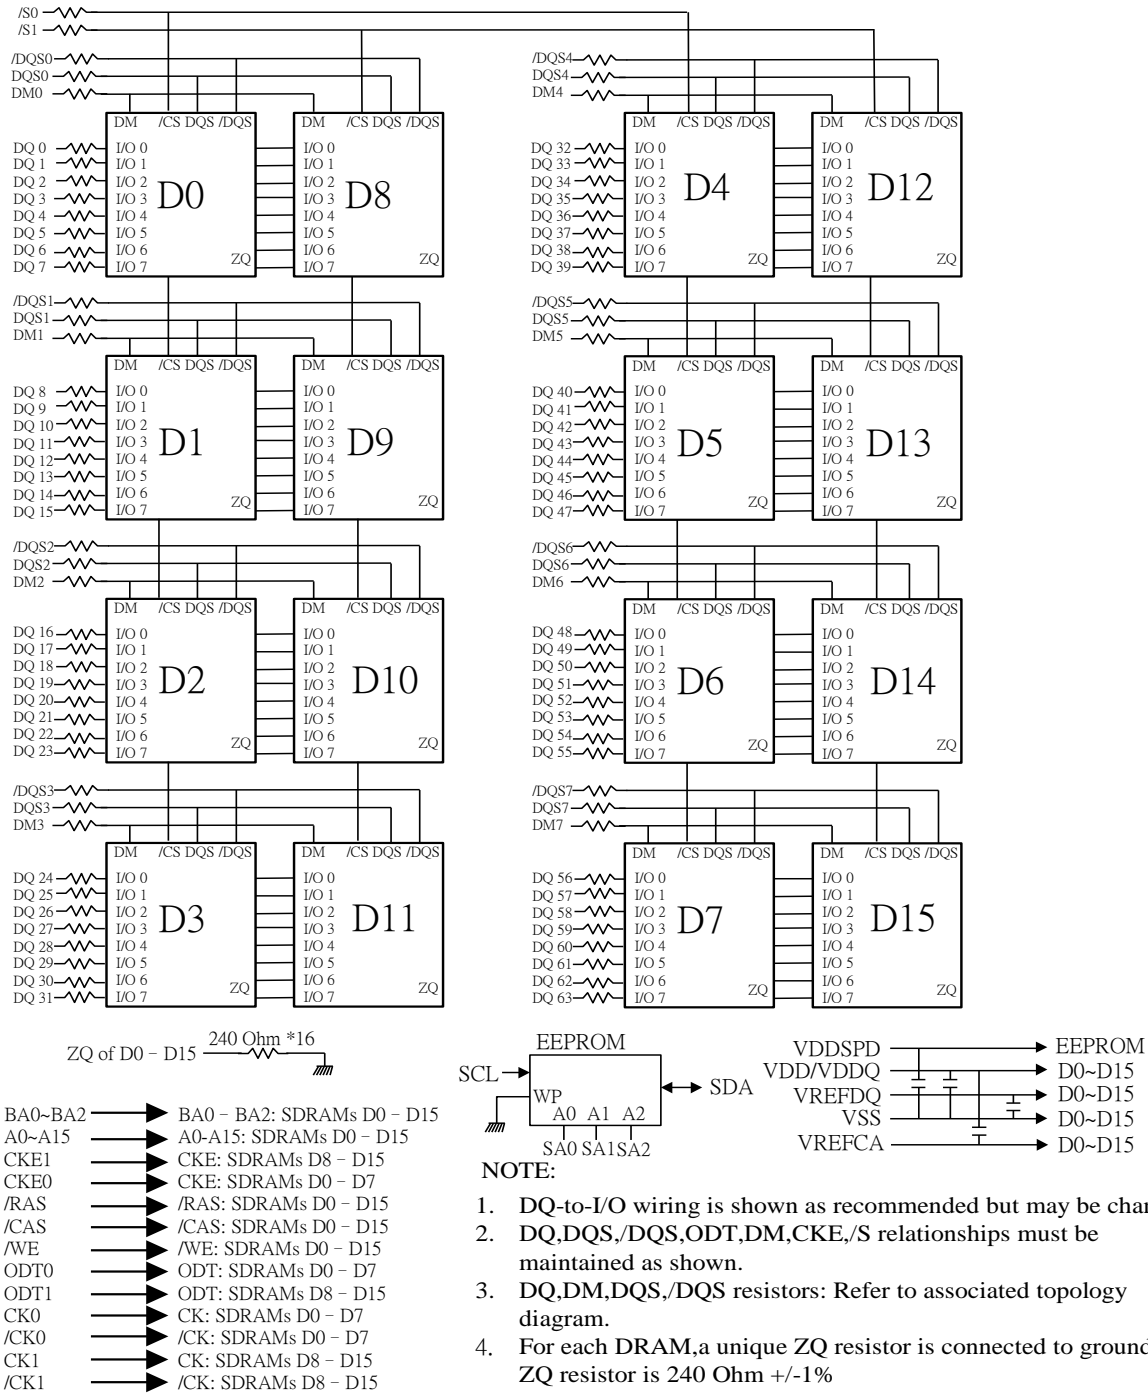 /S0
/S1
/DQS0
DQS0
DM0
DM /CS DQS /DQS
DM /CS DQS /DQS
DQ 0 I/O 0 I/O 0
DQ 1 I/O 1 I/O 1
DQ 2 I/O 2 I/O 2
DQ 3 I/O 3 D0 I/O 3 D8
DQ 4 I/O 4 I/O 4
DQ 5 I/O 5 I/O 5
DQ 6 I/O 6 I/O 6
DQ 7 I/O 7 ZQ I/O 7 ZQ
/DQS4
DQS4
DM4
DM /CS DQS /DQS
DM /CS DQS /DQS
DQ 32 I/O 0 I/O 0
DQ 33 I/O 1 I/O 1
DQ 34 I/O 2 I/O 2
DQ 35 I/O 3 D4 I/O 3 D12
DQ 36 I/O 4 I/O 4
DQ 37 I/O 5 I/O 5
DQ 38 I/O 6 I/O 6
DQ 39 I/O 7 ZQ I/O 7 ZQ
/DQS1
DQS1
DM1
DM /CS DQS /DQS
DM /CS DQS /DQS
DQ 8 I/O 0 I/O 0
DQ 9 I/O 1 I/O 1
DQ 10 I/O 2 I/O 2
DQ 11 I/O 3 D1 I/O 3 D9
DQ 12 I/O 4 I/O 4
DQ 13 I/O 5 I/O 5
DQ 14 I/O 6 I/O 6
DQ 15 I/O 7 ZQ I/O 7 ZQ
/DQS5
DQS5
DM5
DM /CS DQS /DQS
DM /CS DQS /DQS
DQ 40 I/O 0 I/O 0
DQ 41 I/O 1 I/O 1
DQ 42 I/O 2 I/O 2
DQ 43 I/O 3 D5 I/O 3 D13
DQ 44 I/O 4 I/O 4
DQ 45 I/O 5 I/O 5
DQ 46 I/O 6 I/O 6
DQ 47 I/O 7 ZQ I/O 7 ZQ
/DQS2
DQS2
DM2
DM /CS DQS /DQS
DM /CS DQS /DQS
DQ 16 I/O 0 I/O 0
DQ 17 I/O 1 I/O 1
DQ 18 I/O 2 I/O 2
DQ 19 I/O 3 D2 I/O 3 D10
DQ 20 I/O 4 I/O 4
DQ 21 I/O 5 I/O 5
DQ 22 I/O 6 I/O 6
DQ 23 I/O 7 ZQ I/O 7 ZQ
/DQS6
DQS6
DM6
DM /CS DQS /DQS
DM /CS DQS /DQS
DQ 48 I/O 0 I/O 0
DQ 49 I/O 1 I/O 1
DQ 50 I/O 2 I/O 2
DQ 51 I/O 3 D6 I/O 3 D14
DQ 52 I/O 4 I/O 4
DQ 53 I/O 5 I/O 5
DQ 54 I/O 6 I/O 6
DQ 55 I/O 7 ZQ I/O 7 ZQ
/DQS3
DQS3
DM3
DM /CS DQS /DQS
DM /CS DQS /DQS
DQ 24 I/O 0 I/O 0
DQ 25 I/O 1 I/O 1
DQ 26 I/O 2 I/O 2
DQ 27 I/O 3 D3 I/O 3 D11
DQ 28 I/O 4 I/O 4
DQ 29 I/O 5 I/O 5
DQ 30 I/O 6 I/O 6
DQ 31 I/O 7 ZQ I/O 7 ZQ
/DQS7
DQS7
DM7
DM /CS DQS /DQS
DM /CS DQS /DQS
DQ 56 I/O 0 I/O 0
DQ 57 I/O 1 I/O 1
DQ 58 I/O 2 I/O 2
DQ 59 I/O 3 D7 I/O 3 D15
DQ 60 I/O 4 I/O 4
DQ 61 I/O 5 I/O 5
DQ 62 I/O 6 I/O 6
DQ 63 I/O 7 ZQ I/O 7 ZQ
ZQ of D0 - D15 240 Ohm *16
BA0~BA2 BA0 - BA2: SDRAMs D0 - D15
A0~A15 A0-A15: SDRAMs D0 - D15
CKE1 CKE: SDRAMs D8 - D15
CKE0 CKE: SDRAMs D0 - D7
/RAS /RAS: SDRAMs D0 - D15
/CAS /CAS: SDRAMs D0 - D15
/WE /WE: SDRAMs D0 - D15
ODT0 ODT: SDRAMs D0 - D7
ODT1 ODT: SDRAMs D8 - D15
CK0 CK: SDRAMs D0 - D7
/CK0 /CK: SDRAMs D0 - D7
CK1 CK: SDRAMs D8 - D15
/CK1 /CK: SDRAMs D8 - D15
EEPROM
SCL SDA
WP
A0 A1 A2
SA0 SA1 SA2
VDDSPD EEPROM
VDD/VDDQ D0~D15
VREFDQ D0~D15
VSS D0~D15
VREFCA D0~D15
NOTE:
1. DQ-to-I/O wiring is shown as recommended but may be
2. DQ,DQS,/DQS,ODT,DM,CKE,/S relationships must be
maintained as shown.
3. DQ,DM,DQS,/DQS resistors: Refer to associated topology
diagram.
4. For each DRAM,a unique ZQ resistor is connected to ground
ZQ resistor is 240 Ohm +/-1%